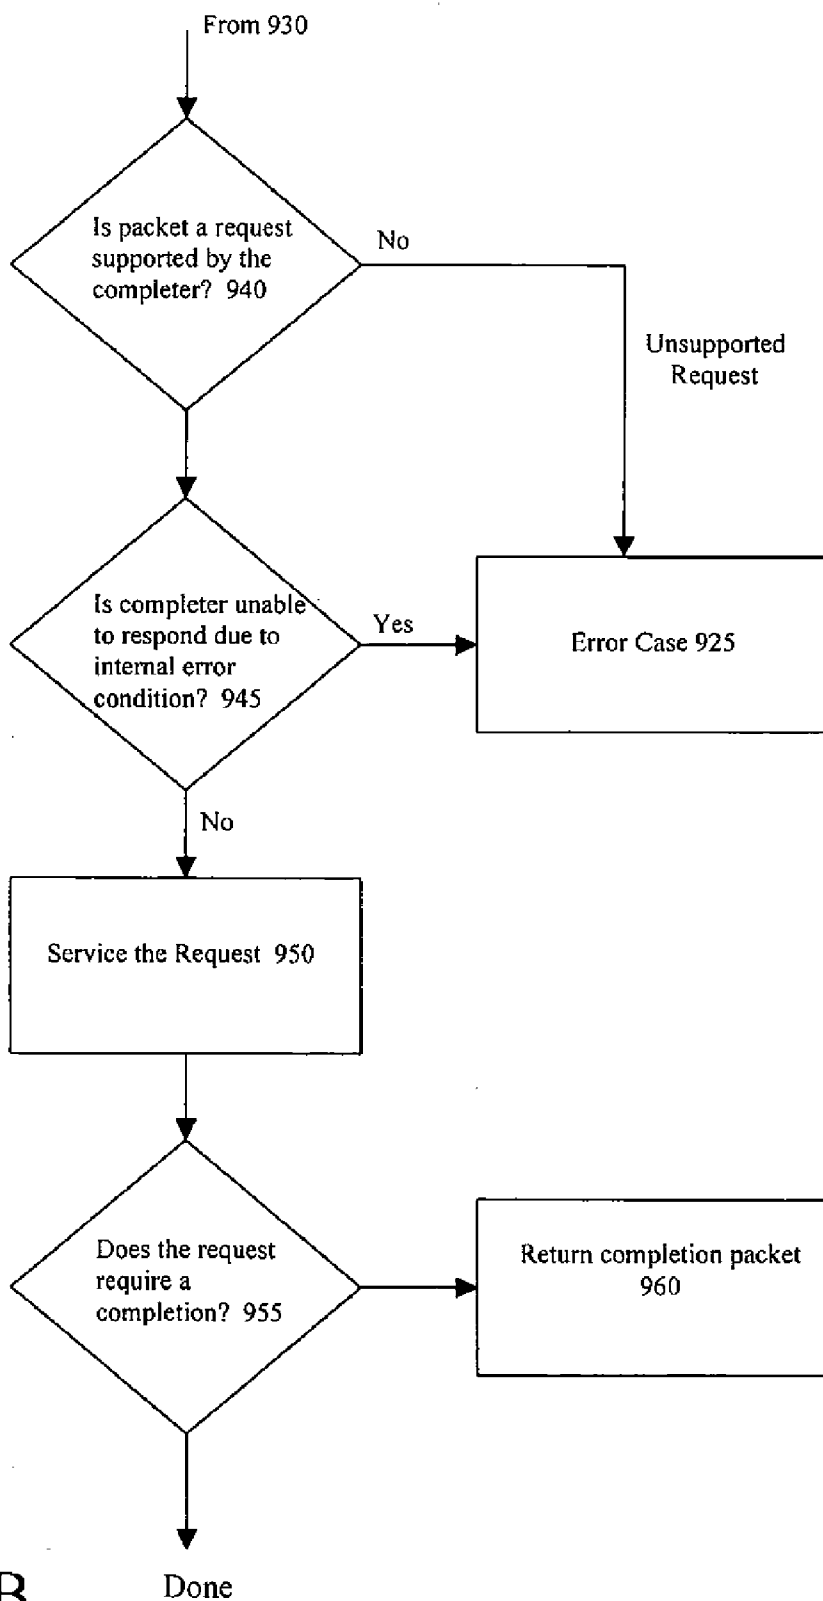 From 930
Is packet a request
supported by the
completer? 940
No
Unsupported
Request
Is completer unable
to respond due to
internal error
condition? 945
Yes
Error Case 925
No
Service the Request 950
Does the request
require a
completion? 955
Return completion packet
960
B
Done